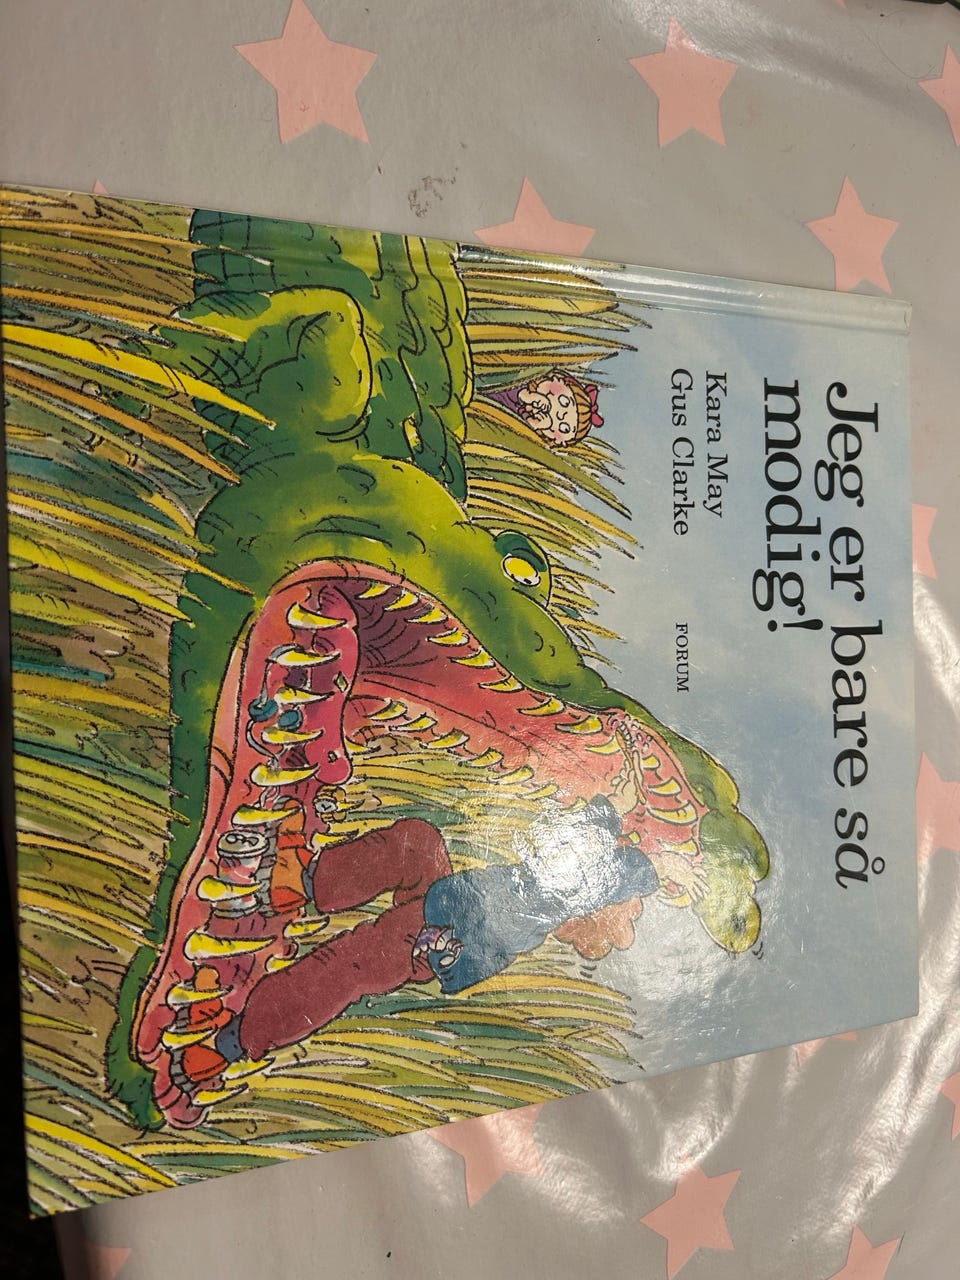 Jeg er bare så
modig!
Kara May
Gus Clarke
FORUM